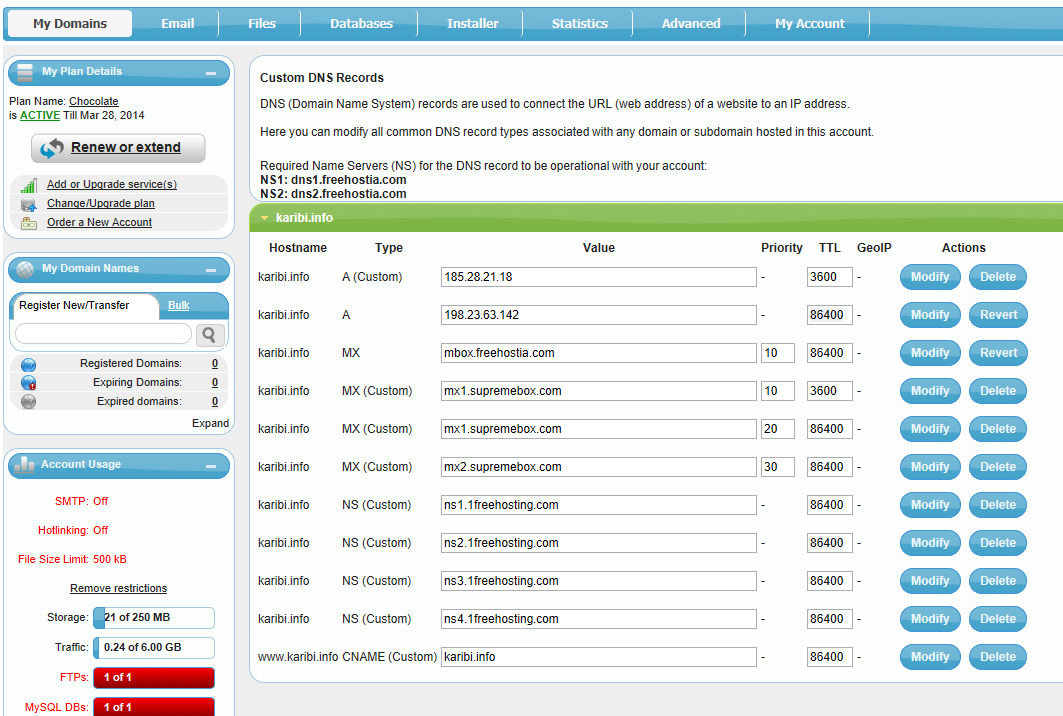 My Domains Email Files Databases Installer Statistics Advanced My Account
My Plan Details
Plan Name: Chocolate
is ACTIVE Till Mar 28, 2014
Renew or extend
Add or Upgrade service(s)
Change/Upgrade plan
Order a New Account
My Domain Names
Register New/Transfer Bulk
Registered Domains: 0
Expiring Domains: 0
Expired domains: 0
Expand
Account Usage
SMTP: Off
Hotlinking: Off
File Size Limit: 500 kB
Remove restrictions
Storage: 21 of 250 MB
Traffic: 0.24 of 6.00 GB
FTPs: 1 of 1
MySQL DBs: 1 of 1
Custom DNS Records
DNS (Domain Name System) records are used to connect the URL (web address) of a website to an IP address.
Here you can modify all common DNS record types associated with any domain or subdomain hosted in this account.
Required Name Servers (NS) for the DNS record to be operational with your account:
NS1: dns1.freehostia.com
NS2: dns2.freehostia.com
karibi.info
Hostname Type Value Priority TTL GeoIP Actions
karibi.info A (Custom) 185.28.21.18 - 3600 - Modify Delete
karibi.info A 198.23.63.142 - 86400 - Modify Revert
karibi.info MX mbox.freehostia.com 10 86400 - Modify Revert
karibi.info MX (Custom) mx1.supremebox.com 10 3600 - Modify Delete
karibi.info MX (Custom) mx1.supremebox.com 20 86400 - Modify Delete
karibi.info MX (Custom) mx2.supremebox.com 30 86400 - Modify Delete
karibi.info NS (Custom) ns1.1freehosting.com - 86400 - Modify Delete
karibi.info NS (Custom) ns2.1freehosting.com - 86400 - Modify Delete
karibi.info NS (Custom) ns3.1freehosting.com - 86400 - Modify Delete
karibi.info NS (Custom) ns4.1freehosting.com - 86400 - Modify Delete
www.karibi.info CNAME (Custom) karibi.info - 86400 - Modify Delete